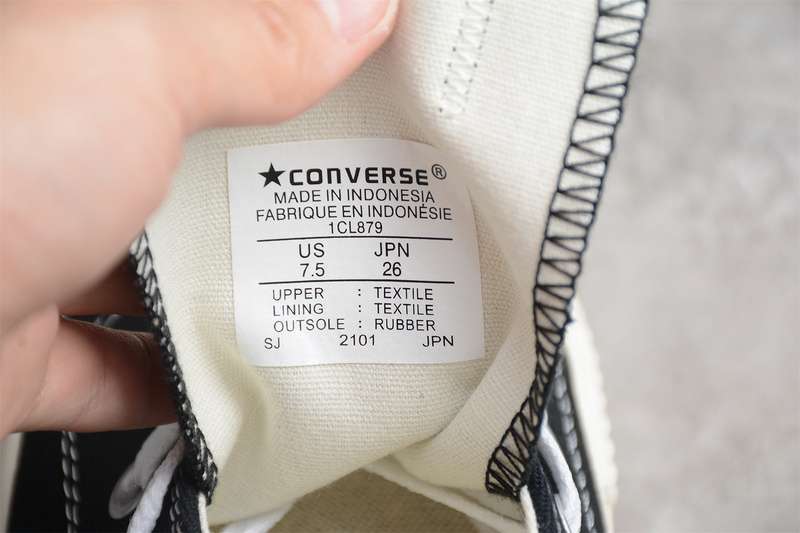 ★CONVERSE®
MADE IN INDONESIA
FABRIQUE EN INDONÉSIE
1CL879
US JPN
7.5 26
UPPER : TEXTILE
LINING : TEXTILE
OUTSOLE : RUBBER
SJ 2101 JPN